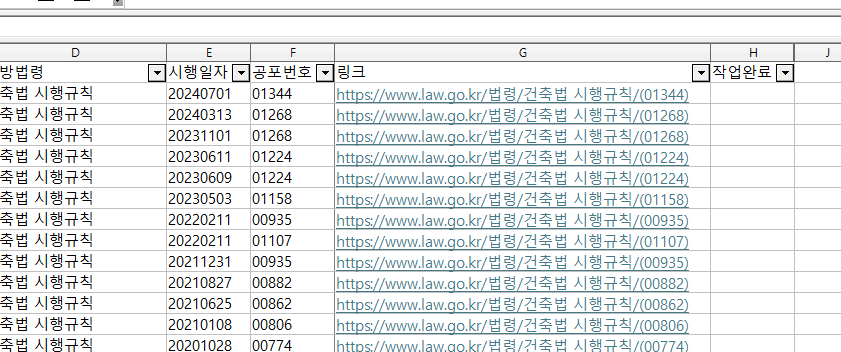 D E F G H J
방법령 시행일자 공포번호 링크 작업완료
축법 시행규칙 20240701 01344 https://www.law.go.kr/법령/건축법 시행규칙/(01344)
축법 시행규칙 20240313 01268 https://www.law.go.kr/법령/건축법 시행규칙/(01268)
축법 시행규칙 20231101 01268 https://www.law.go.kr/법령/건축법 시행규칙/(01268)
축법 시행규칙 20230611 01224 https://www.law.go.kr/법령/건축법 시행규칙/(01224)
축법 시행규칙 20230609 01224 https://www.law.go.kr/법령/건축법 시행규칙/(01224)
축법 시행규칙 20230503 01158 https://www.law.go.kr/법령/건축법 시행규칙/(01158)
축법 시행규칙 20220211 00935 https://www.law.go.kr/법령/건축법 시행규칙/(00935)
축법 시행규칙 20220211 01107 https://www.law.go.kr/법령/건축법 시행규칙/(01107)
축법 시행규칙 20211231 00935 https://www.law.go.kr/법령/건축법 시행규칙/(00935)
축법 시행규칙 20210827 00882 https://www.law.go.kr/법령/건축법 시행규칙/(00882)
축법 시행규칙 20210625 00862 https://www.law.go.kr/법령/건축법 시행규칙/(00862)
축법 시행규칙 20210108 00806 https://www.law.go.kr/법령/건축법 시행규칙/(00806)
축법 시행규칙 20201028 00774 https://www.law.go.kr/법령/건축법 시행규칙/(00774)